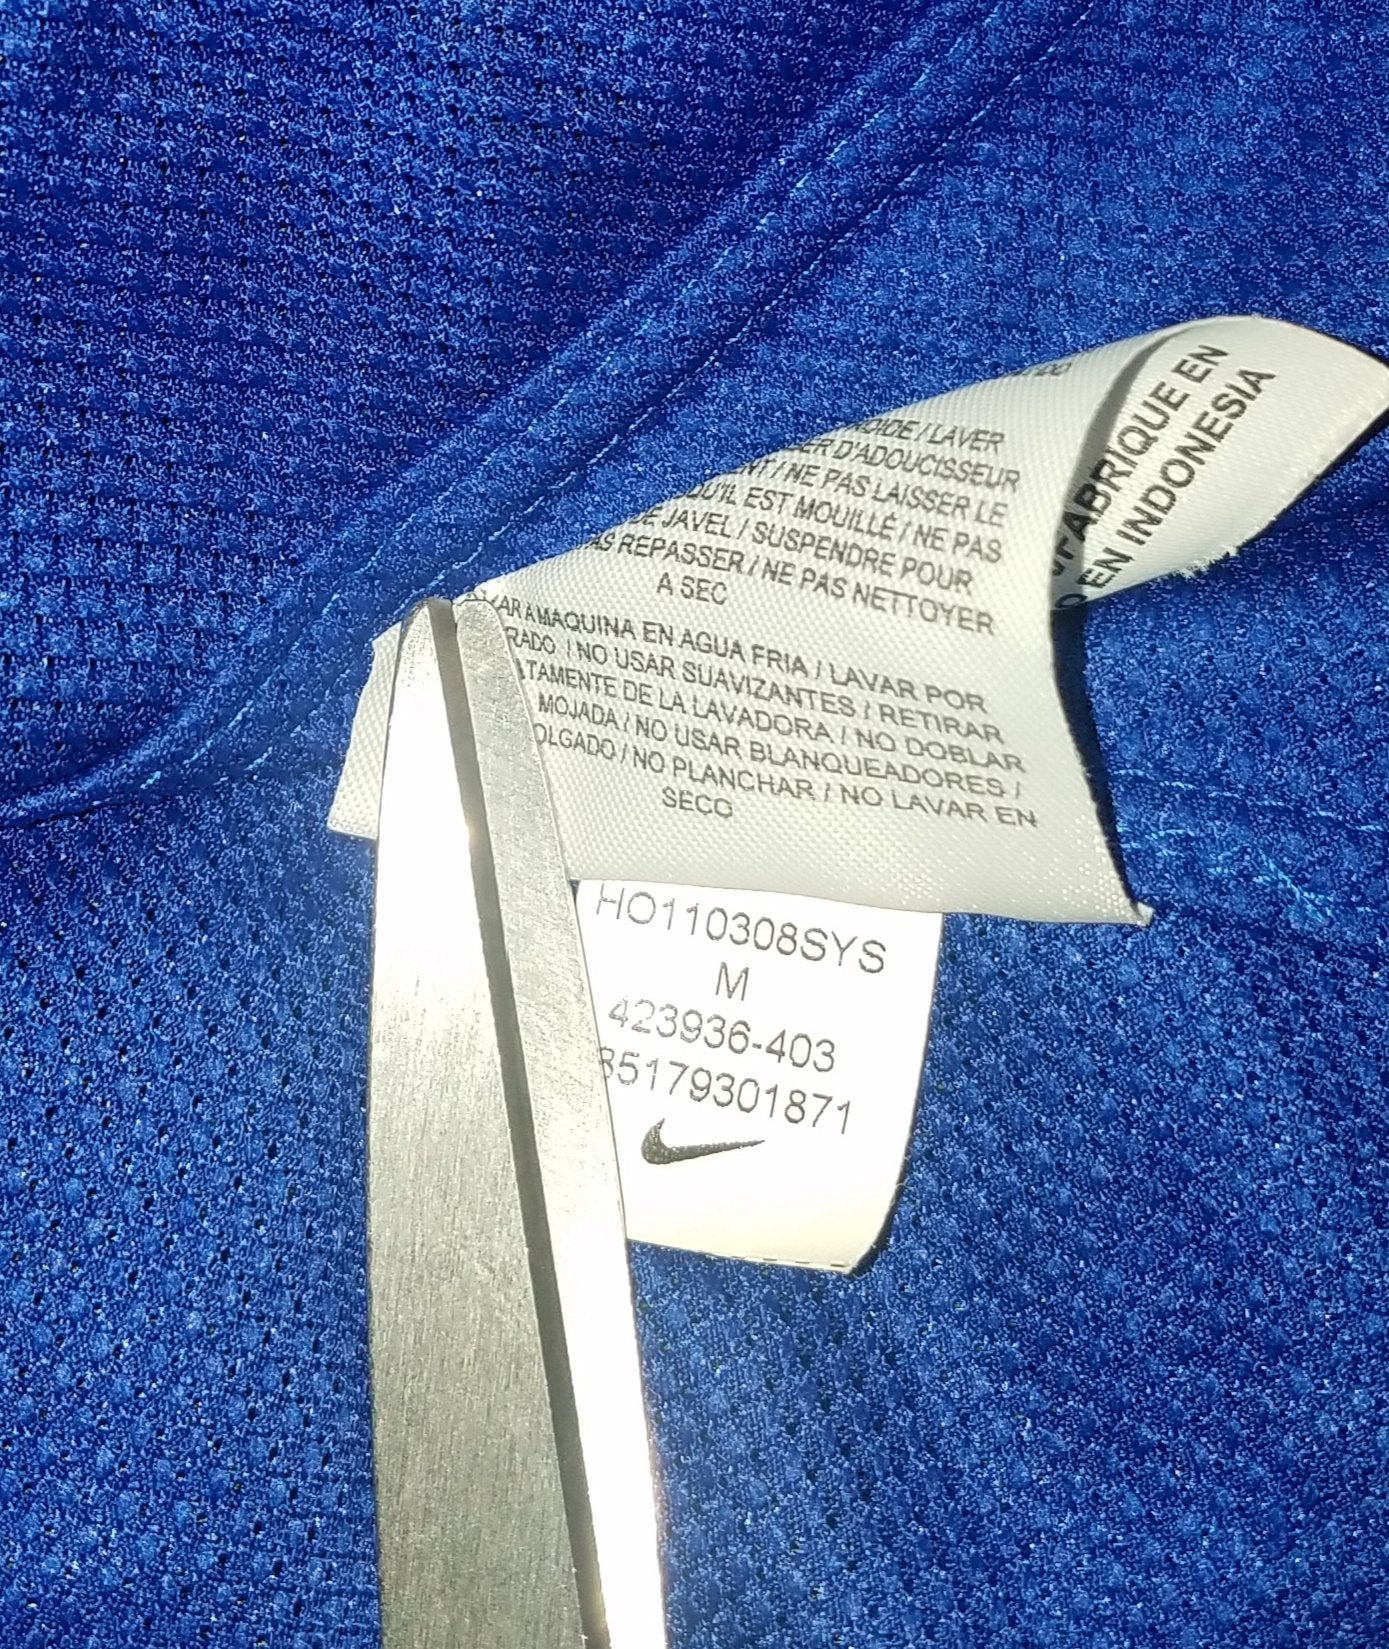 / LAVER
D'ADOUCISSEUR
/ NE PAS LAISSER LE
QU'IL EST MOUILLÉ / NE PAS
DE JAVEL / SUSPENDRE POUR
REPASSER / NE PAS NETTOYER
A SEC
A MAQUINA EN AGUA FRIA / LAVAR POR
/ NO USAR SUAVIZANTES / RETIRAR
DE LA LAVADORA / NO DOBLAR
MOJADA / NO USAR BLANQUEADORES /
/ NO PLANCHAR / NO LAVAR EN
SECO
FABRIQUE EN
EN INDONESIA
HO110308SYS
M
423936-403
85179301871